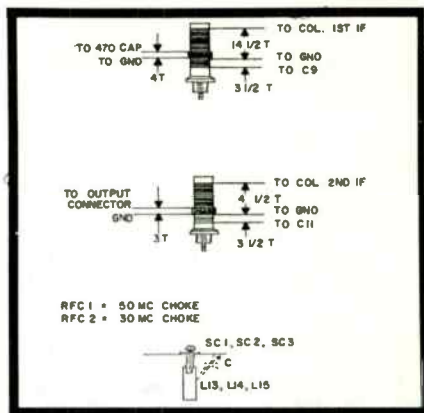 TO COL. 1ST IF
TO 470 CAP
14 1/2 T
TO GND
TO GNO
4T
TO C9
3 1/2 T
TO COL 2ND IF
TO OUTPUT
CONNECTOR
4 1/2 T
GND
TO GNO
3T
TO C11
3 1/2 T
RFC 1 = 50 MC CHOKE
RFC 2 = 30 MC CHOKE
SC1, SC2, SC3
C
L13, L14, L15